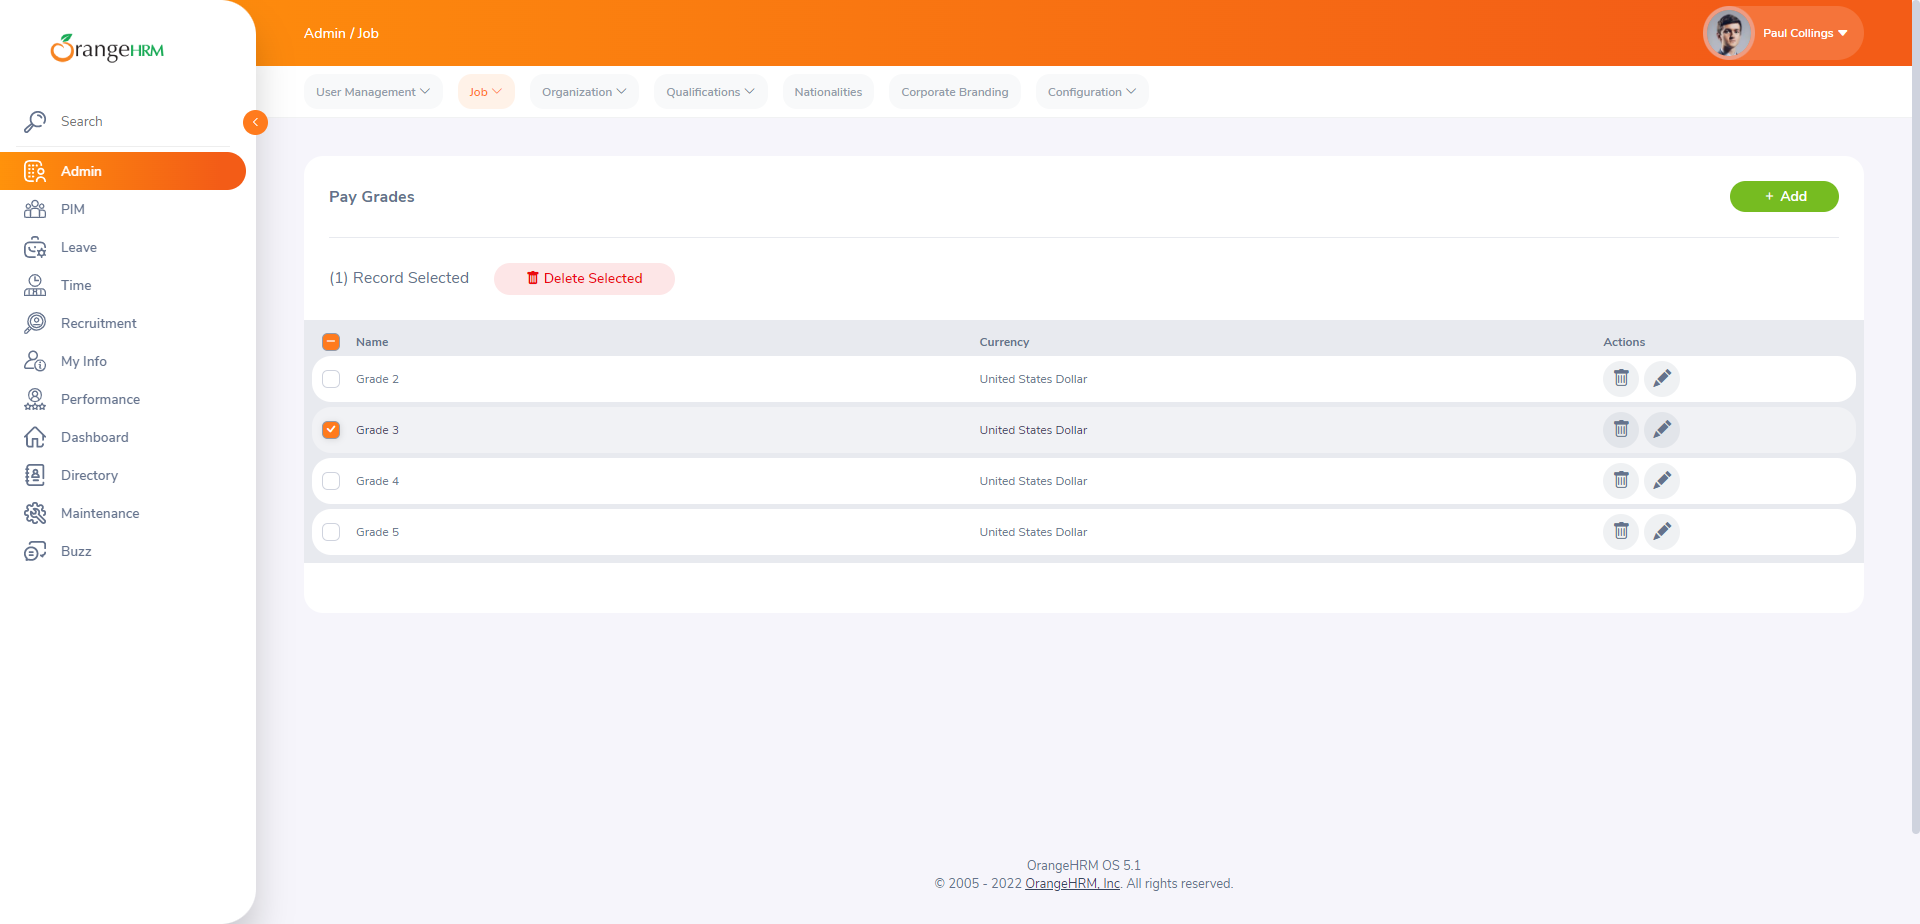 OrangeHRM
Search
Admin
PIM
Leave
Time
Recruitment
My Info
Performance
Dashboard
Directory
Maintenance
Buzz
Admin / Job
Paul Collings
User Management
Job
Organization
Qualifications
Nationalities
Corporate Branding
Configuration
Pay Grades
+ Add
(1) Record Selected
Delete Selected
Name Currency Actions
Grade 2 United States Dollar
Grade 3 United States Dollar
Grade 4 United States Dollar
Grade 5 United States Dollar
OrangeHRM OS 5.1
© 2005 - 2022 OrangeHRM, Inc. All rights reserved.